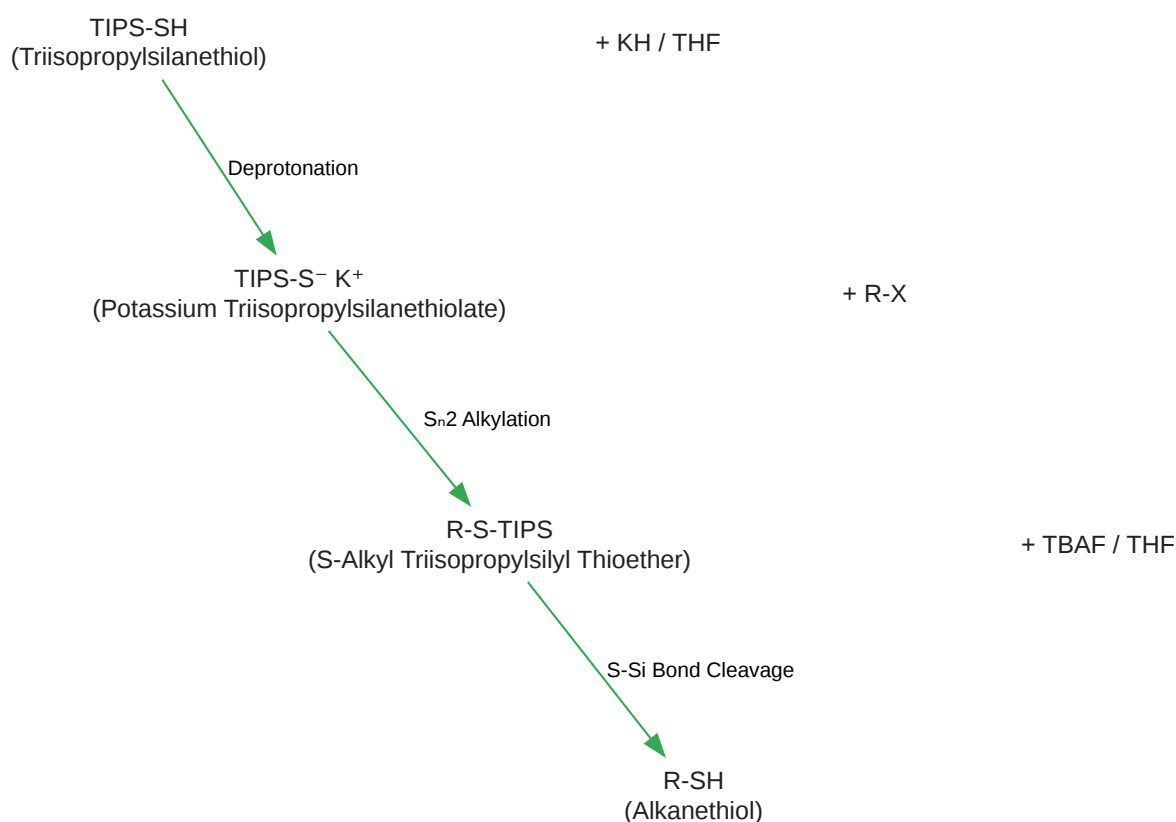 TIPS-SH
(Triisopropylsilanethiol)
+ KH / THF
Deprotonation
TIPS-S⁻ K⁺
(Potassium Triisopropylsilanethiolate)
+ R-X
Sₙ2 Alkylation
R-S-TIPS
(S-Alkyl Triisopropylsilyl Thioether)
+ TBAF / THF
S-Si Bond Cleavage
R-SH
(Alkanethiol)